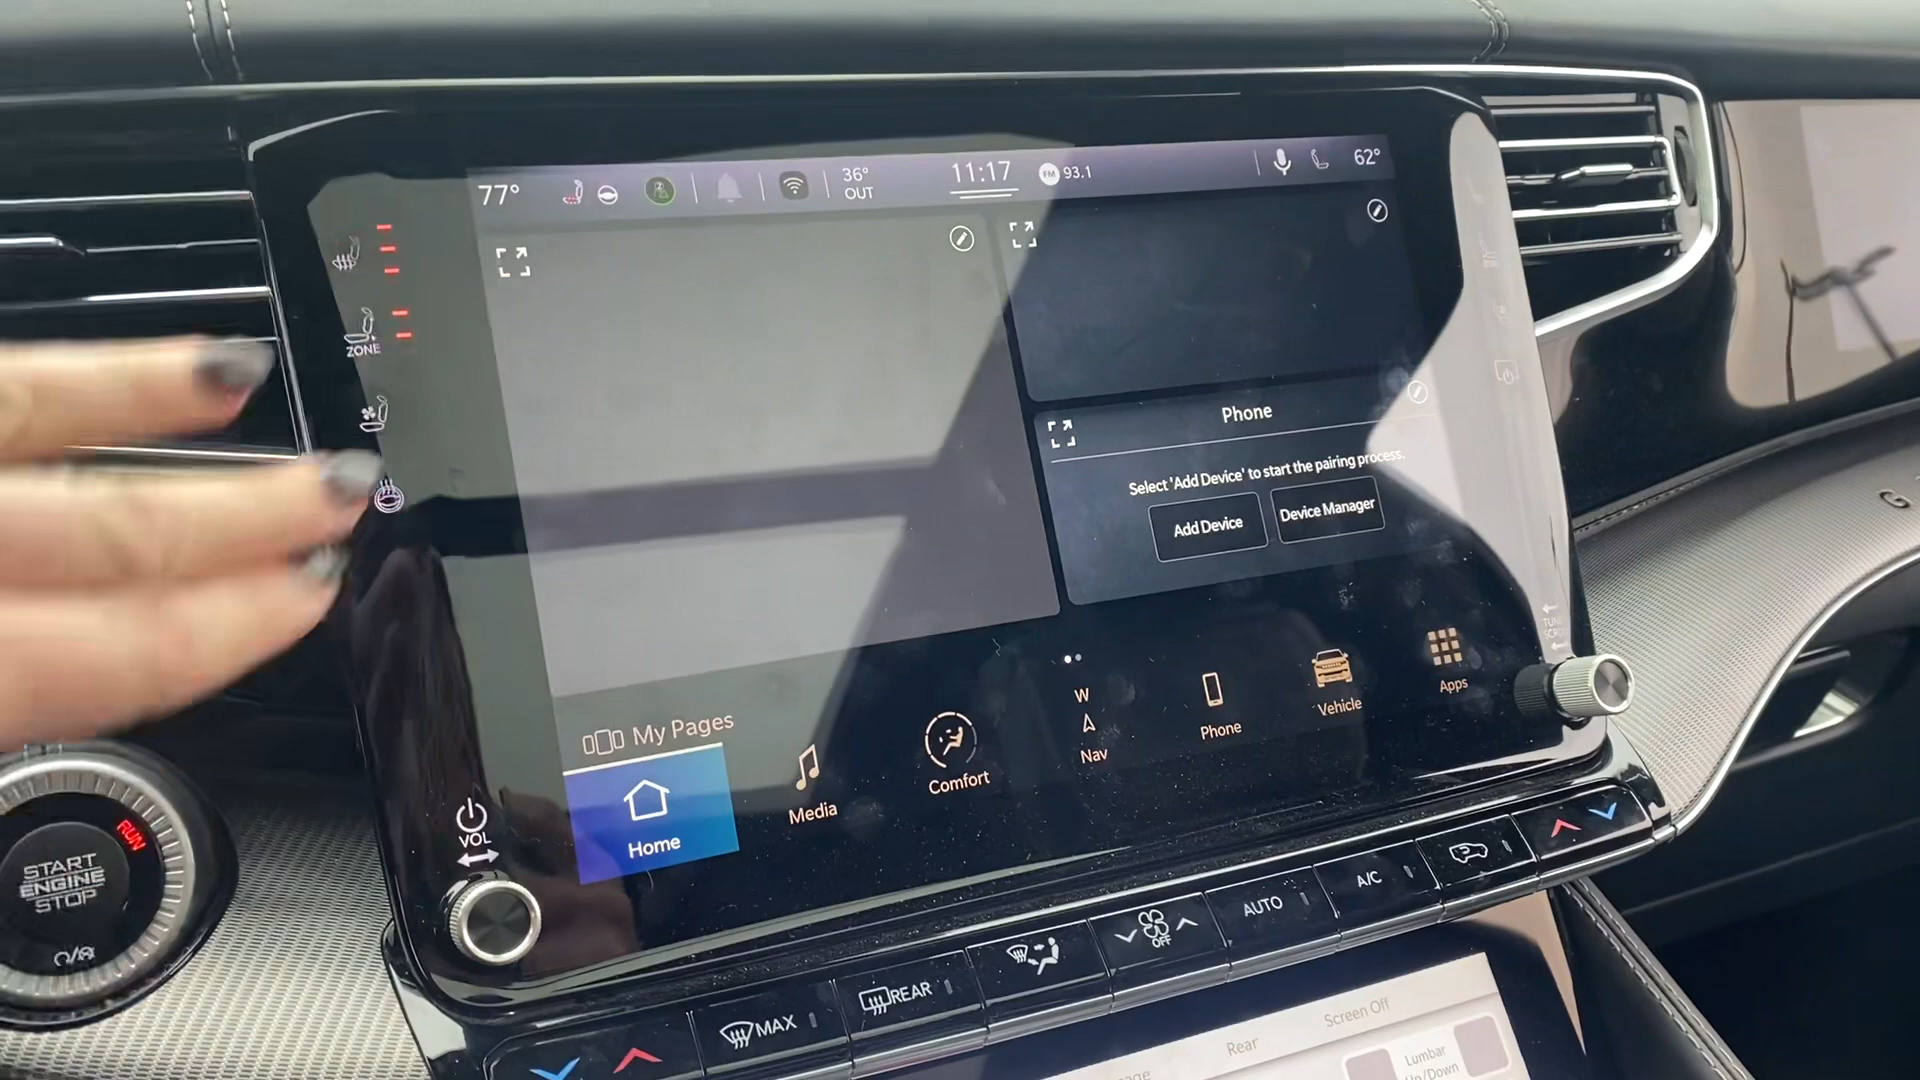 77°
36°
OUT
11:17
FM 93.1
62°
ZONE
Phone
Select 'Add Device' to start the pairing process.
Add Device
Device Manager
My Pages
Home
Media
Comfort
W
Nav
Phone
Vehicle
Apps
VOL
RUN
START
ENGINE
STOP
MAX
REAR
OFF
AUTO
A/C
Screen Off
Rear
Lumbar
Up/Down
G